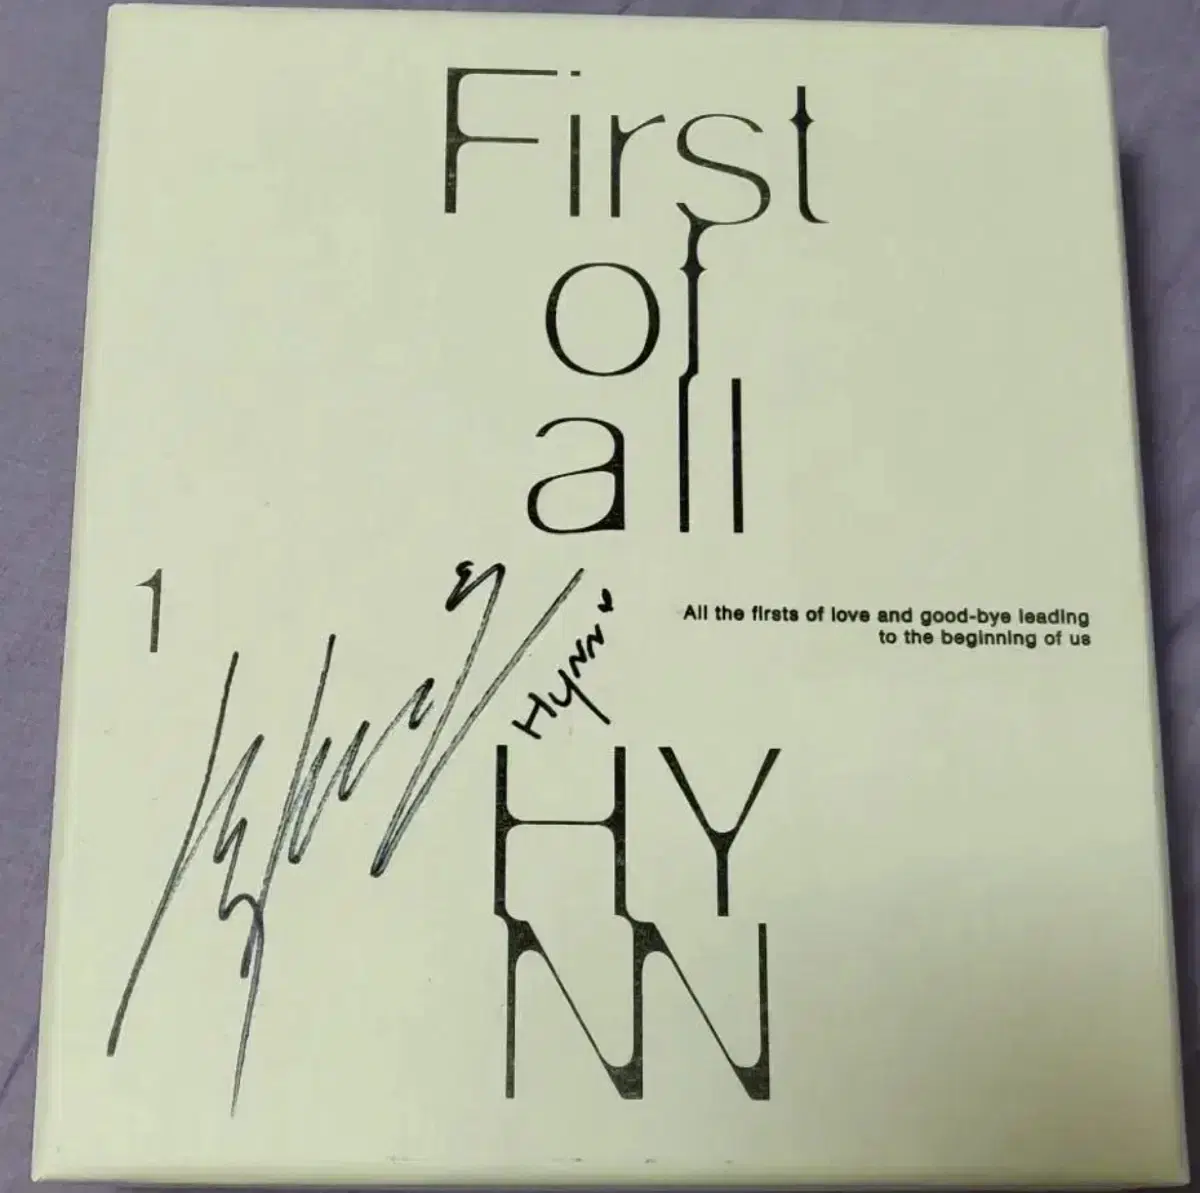 First
of
all
1
All the firsts of love and good-bye leading
to the beginning of us
HYNN
HY
NN